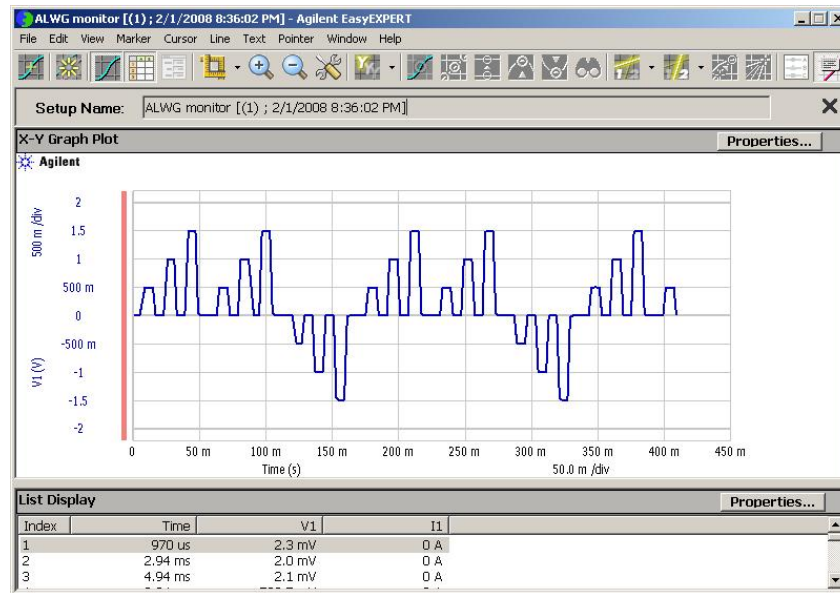 ALWG monitor [(1) ; 2/1/2008 8:36:02 PM] - Agilent EasyEXPERT
File Edit View Marker Cursor Line Text Pointer Window Help
Setup Name: ALWG monitor [(1) ; 2/1/2008 8:36:02 PM]
X-Y Graph Plot Properties...
Agilent
500 m /div
V1 (V)
2
1.5
1
500 m
0
-500 m
-1
-1.5
-2
0 50 m 100 m 150 m 200 m 250 m 300 m 350 m 400 m 450 m
Time (s) 50.0 m /div
List Display Properties...
Index Time V1 I1
1 970 us 2.3 mV 0 A
2 2.94 ms 2.0 mV 0 A
3 4.94 ms 2.1 mV 0 A